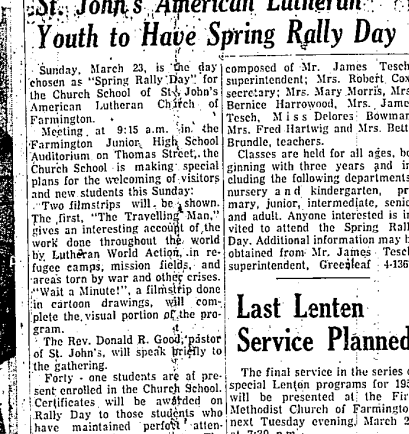 St. John's American Lutheran
Youth to Have Spring Rally Day
Sunday, March 23, is the day
chosen as "Spring Rally Day" for
the Church School of St. John's
American Lutheran Church of
Farmington.
Meeting at 9:15 a.m. in the
Farmington Junior High School
Auditorium on Thomas Street, the
Church School is making special
plans for the welcoming of visitors
and new students this Sunday:
Two filmstrips will be shown.
The first, "The Travelling Man,"
gives an interesting account of the
work done throughout the world
by Lutheran World Action in re-
fugee camps, mission fields, and
areas torn by war and other crises.
"Wait a Minute!", a filmstrip done
in cartoon drawings, will com-
plete the visual portion of the pro-
gram.
The Rev. Donald R. Good, pastor
of St. John's, will speak briefly to
the gathering.
Forty - one students are at pre-
sent enrolled in the Church School.
Certificates will be awarded on
Rally Day to those students who
have maintained perfect atten-
composed of Mr. James Tesch
superintendent; Mrs. Robert Cox
secretary; Mrs. Mary Morris, Mrs
Bernice Harrowood, Mrs. Jame
Tesch, Miss Delores Bowman
Mrs. Fred Hartwig and Mrs. Bett
Brundle, teachers.
Classes are held for all ages, be
ginning with three years and in
cluding the following departments
nursery and kindergarten, pr
mary, junior, intermediate, senio
and adult. Anyone interested is in
vited to attend the Spring Rall
Day. Additional information may b
obtained from Mr. James Tesc
superintendent, Greenleaf 4-136
Last Lenten
Service Planned
The final service in the series o
special Lenten programs for 195
will be presented at the Fir
Methodist Church of Farmingto
next Tuesday evening, March 2
at 7:30 p.m.